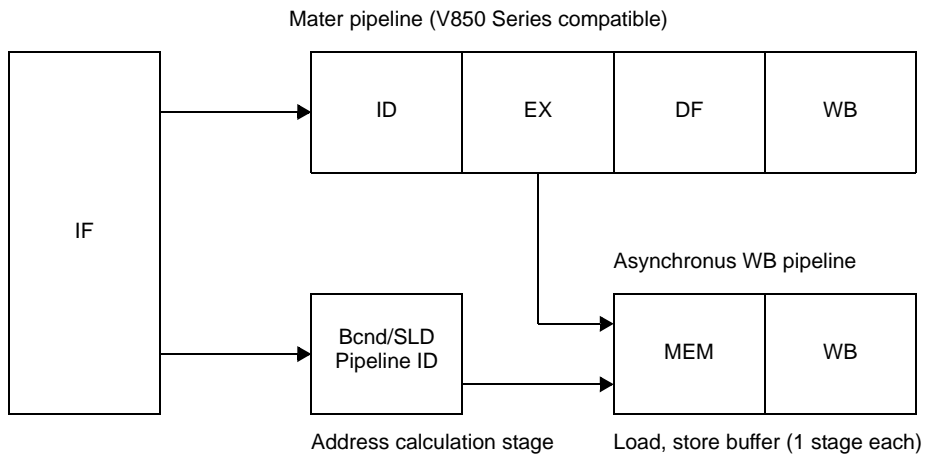 Mater pipeline (V850 Series compatible)
ID
EX
DF
WB
IF
Asynchronus WB pipeline
Bcnd/SLD
Pipeline ID
MEM
WB
Address calculation stage
Load, store buffer (1 stage each)